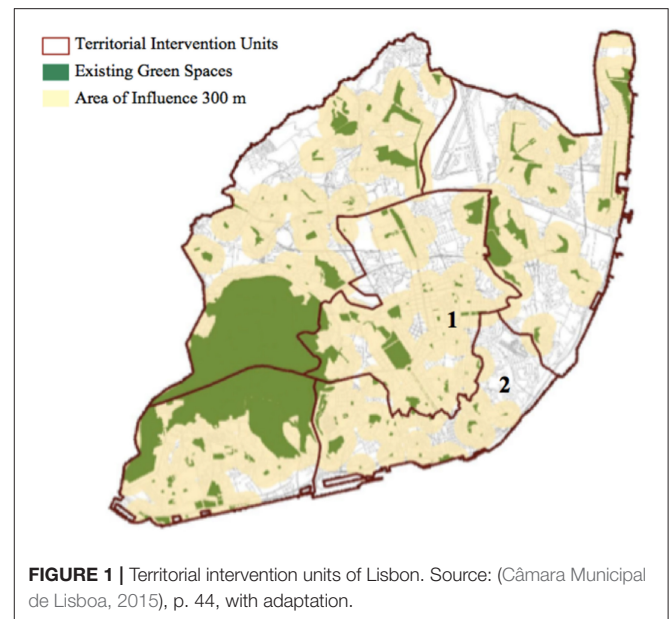 Territorial Intervention Units
Existing Green Spaces
Area of Influence 300 m
1
2
FIGURE 1 | Territorial intervention units of Lisbon. Source: (Câmara Municipal
de Lisboa, 2015), p. 44, with adaptation.